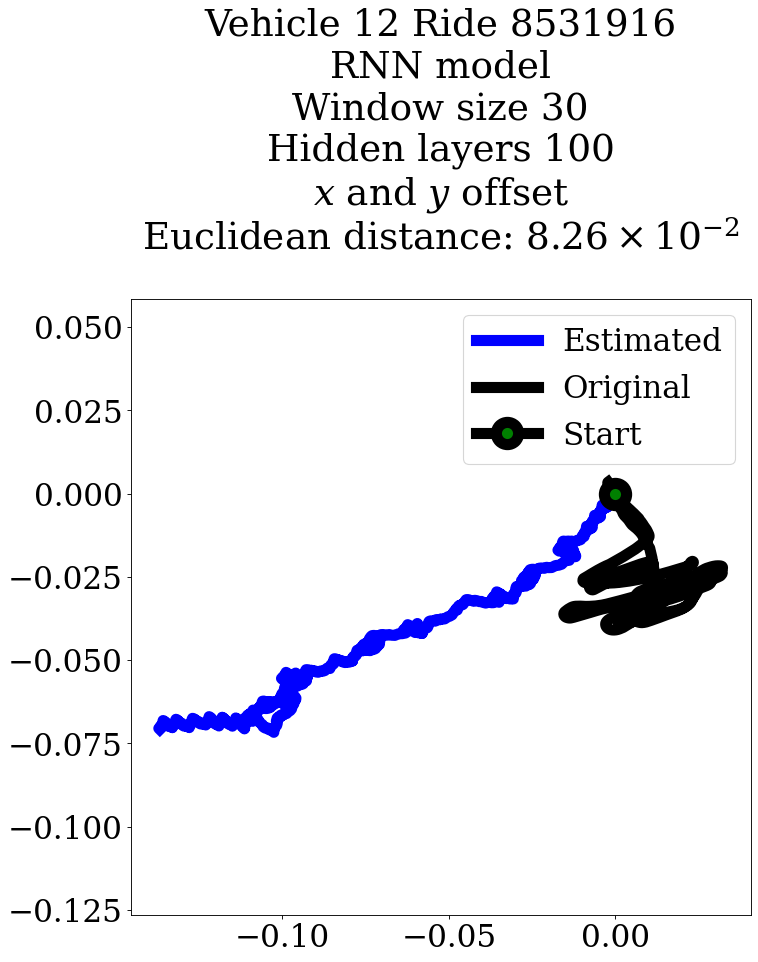 Vehicle 12 Ride 8531916
RNN model
Window size 30
Hidden layers 100
x and y offset
Euclidean distance: 8.26 × 10⁻²
0.050
0.025
0.000
−0.025
−0.050
−0.075
−0.100
−0.125
Estimated
Original
Start
−0.10
−0.05
0.00